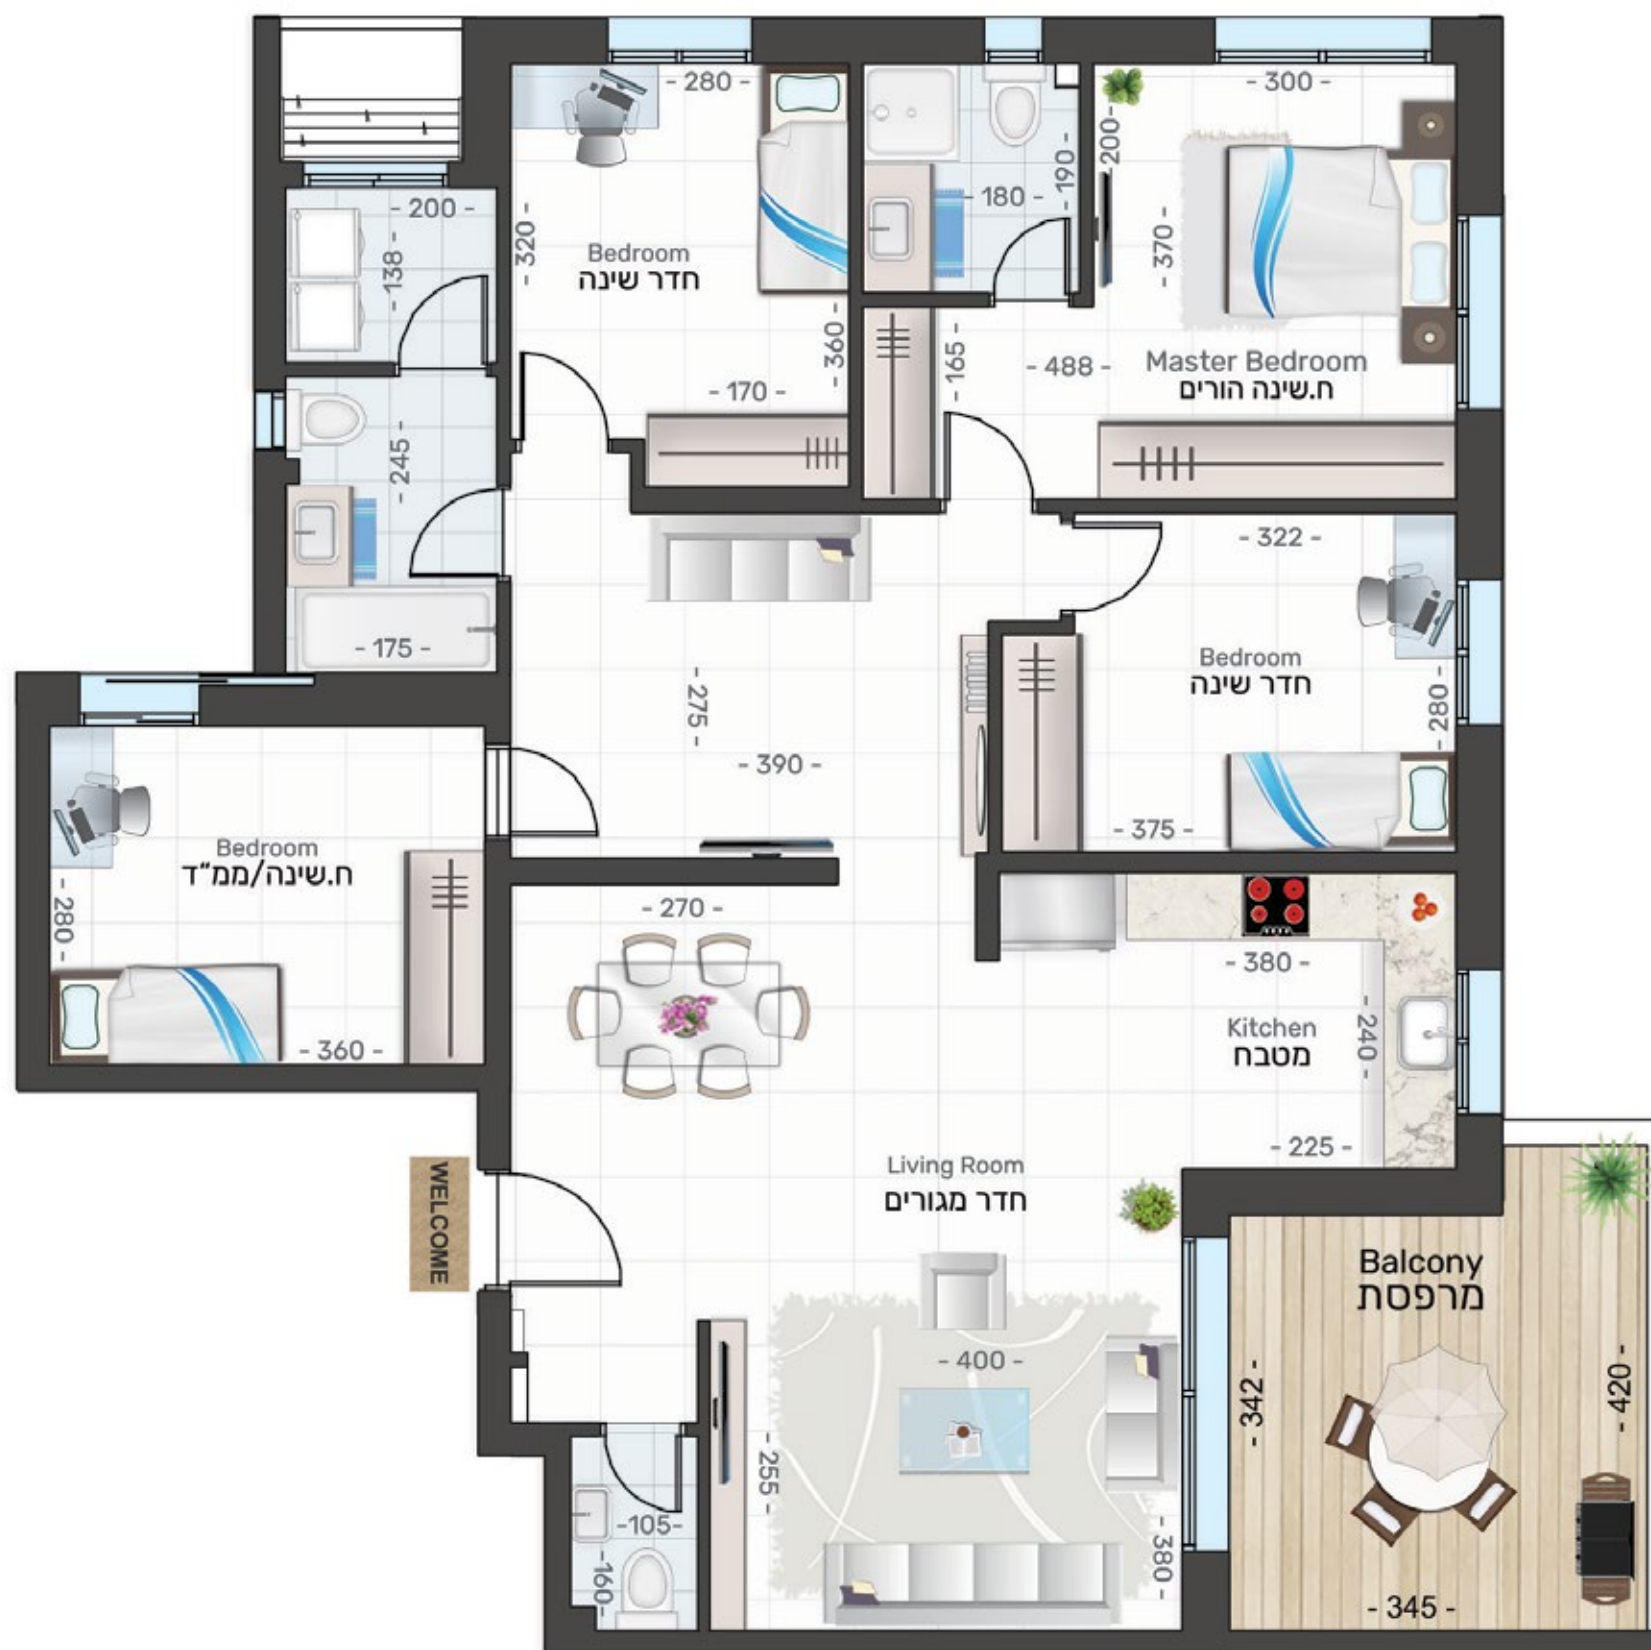 - 280 -
- 300 -
- 200 -
- 138 -
- 320 -
Bedroom
חדר שינה
- 360 -
- 170 -
- 180 -
- 190 -
- 200-
- 370 -
- 165 -
- 488 -
Master Bedroom
ח.שינה הורים
- 245 -
- 175 -
- 322 -
Bedroom
חדר שינה
- 280 -
- 375 -
- 275 -
- 390 -
Bedroom
ח.שינה/ממ"ד
- 280 -
- 360 -
- 270 -
- 380 -
Kitchen
מטבח
- 240 -
- 225 -
WELCOME
Living Room
חדר מגורים
- 400 -
- 255 -
- 380 -
-105-
-160-
Balcony
מרפסת
- 342 -
- 420 -
- 345 -